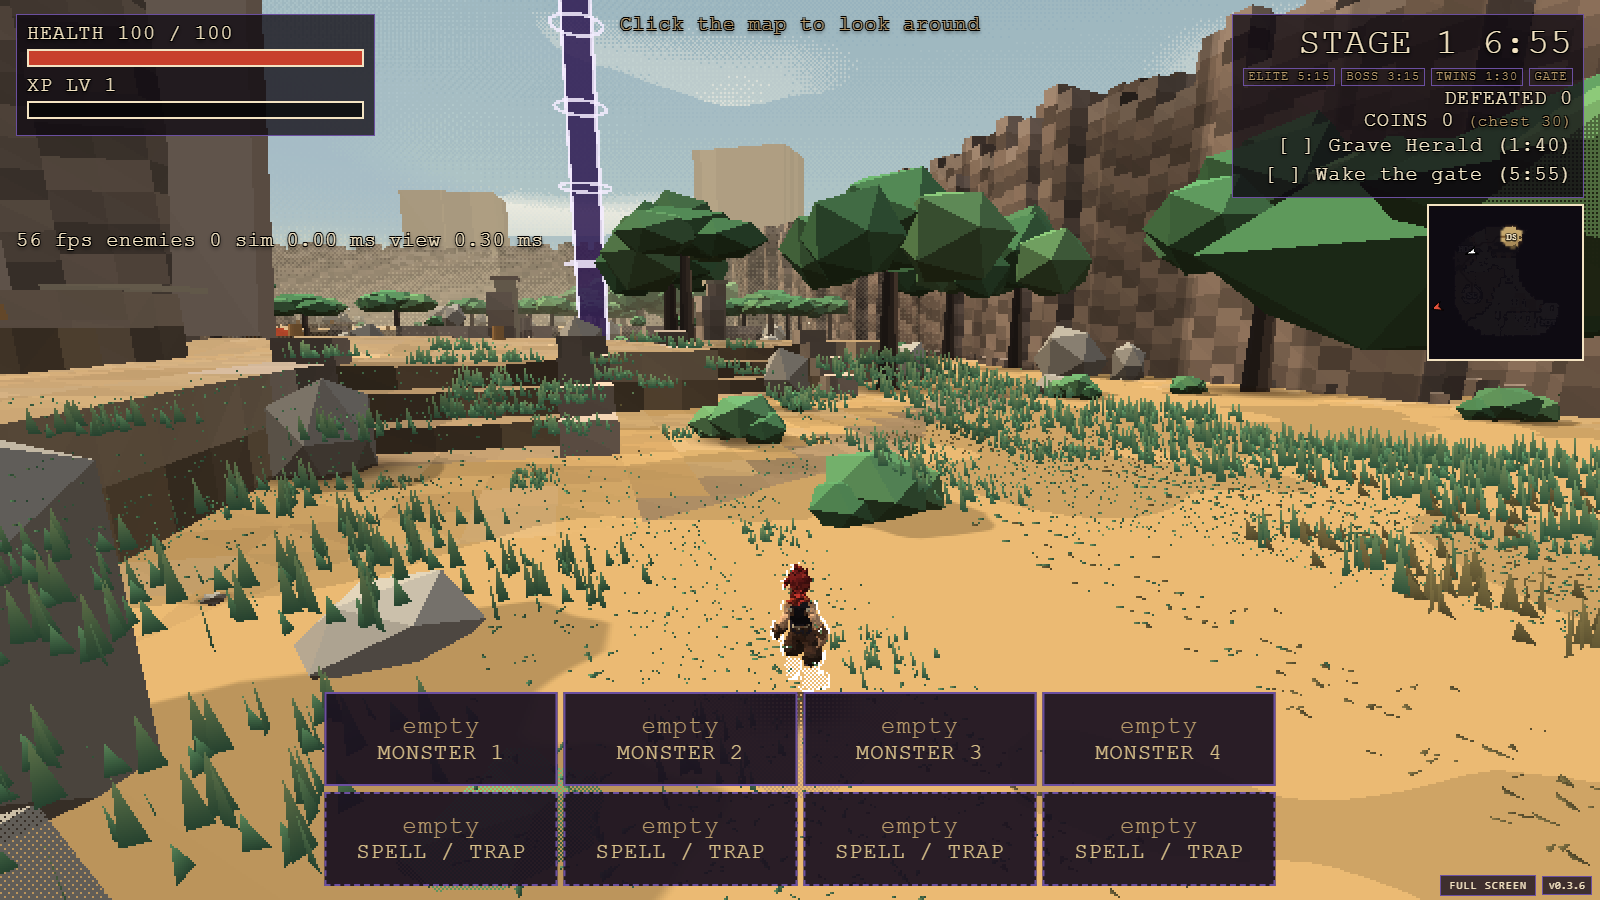 HEALTH 100 / 100
XP LV 1
Click the map to look around
STAGE 1 6:55
ELITE 5:15 BOSS 3:15 TWINS 1:30 GATE
DEFEATED 0
COINS 0 (chest 30)
[ ] Grave Herald (1:40)
[ ] Wake the gate (5:55)
DS
56 fps enemies 0 sim 0.00 ms view 0.30 ms
empty empty empty empty
MONSTER 1 MONSTER 2 MONSTER 3 MONSTER 4
empty empty empty empty
SPELL / TRAP SPELL / TRAP SPELL / TRAP SPELL / TRAP
FULL SCREEN v0.3.6